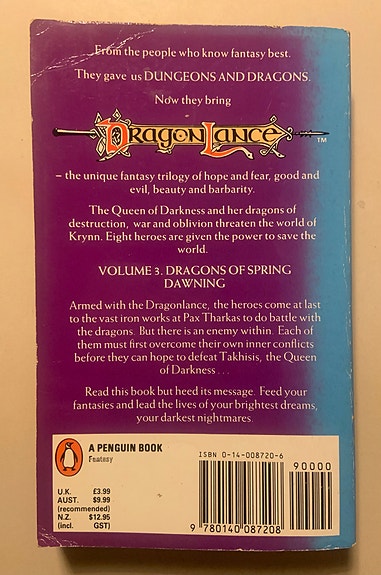 From the people who know fantasy best.
They gave us DUNGEONS AND DRAGONS.
Now they bring
DRAGONLANCE
TM
– the unique fantasy trilogy of hope and fear, good and
evil, beauty and barbarity.
The Queen of Darkness and her dragons of
destruction, war and oblivion threaten the world of
Krynn. Eight heroes are given the power to save the
world.
VOLUME 3. DRAGONS OF SPRING
DAWNING
Armed with the Dragonlance, the heroes come at last
to the vast iron works at Pax Tharkas to do battle with
the dragons. But there is an enemy within. Each of
them must first overcome their own inner conflicts
before they can hope to defeat Takhisis, the Queen
of Darkness . . .
Read this book but heed its message. Feed your
fantasies and lead the lives of your brightest dreams,
your darkest nightmares.
A PENGUIN BOOK
Fantasy
U.K. £3.99
AUST. $9.99
(recommended)
N.Z. $12.95
(incl. GST)
ISBN 0-14-008720-6
90000
9 780140 087208